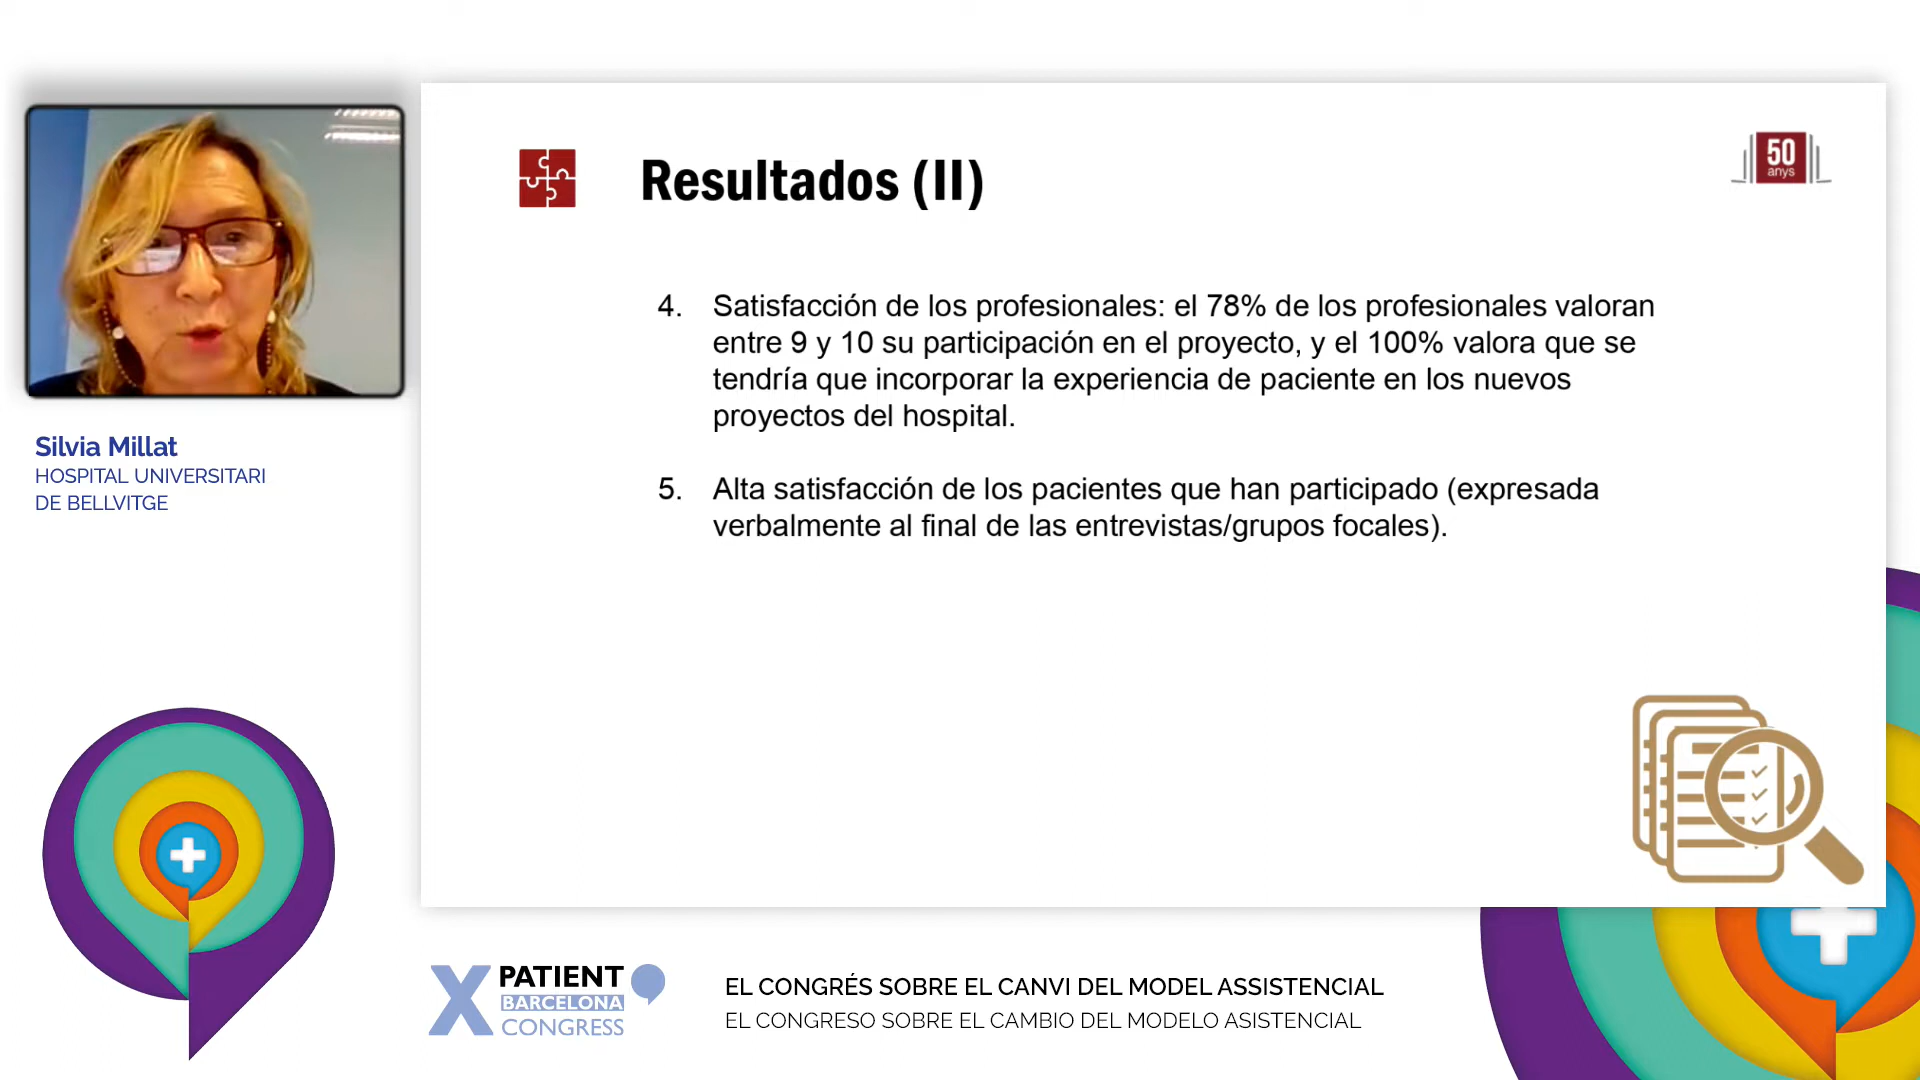 Silvia Millat
HOSPITAL UNIVERSITARI
DE BELLVITGE
Resultados (II)
50
anys
4. Satisfacción de los profesionales: el 78% de los profesionales valoran
entre 9 y 10 su participación en el proyecto, y el 100% valora que se
tendría que incorporar la experiencia de paciente en los nuevos
proyectos del hospital.
5. Alta satisfacción de los pacientes que han participado (expresada
verbalmente al final de las entrevistas/grupos focales).
X PATIENT
BARCELONA
CONGRESS
EL CONGRÉS SOBRE EL CANVI DEL MODEL ASSISTENCIAL
EL CONGRESO SOBRE EL CAMBIO DEL MODELO ASISTENCIAL